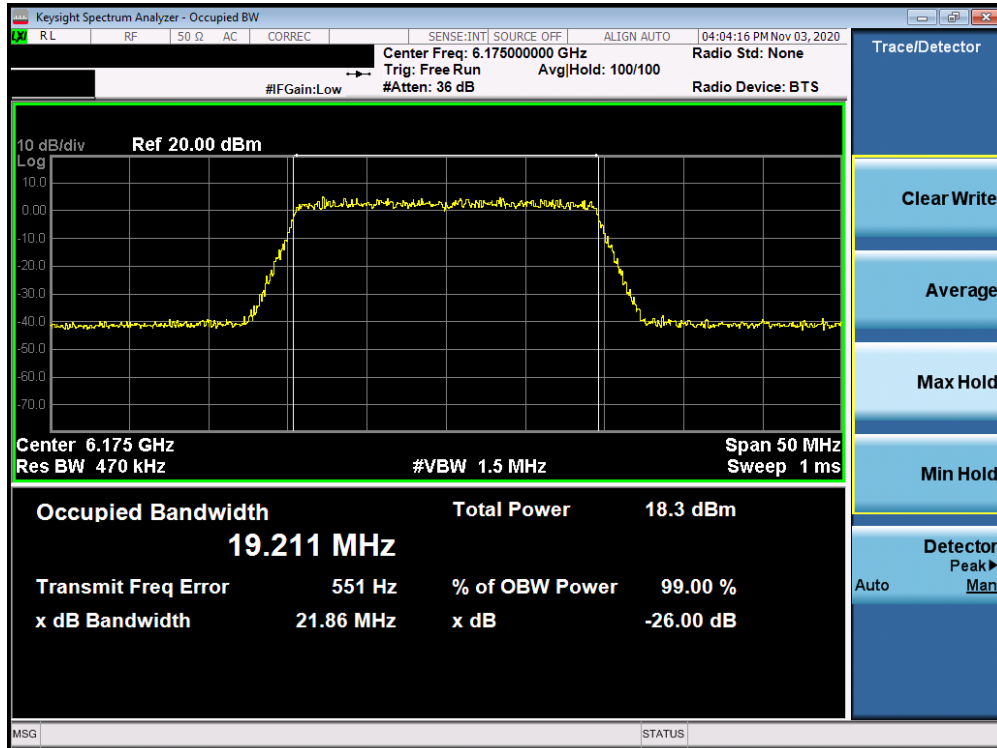 Keysight Spectrum Analyzer - Occupied BW
LXI RL RF 50 Ω AC CORREC SENSE:INT SOURCE OFF ALIGN AUTO 04:04:16 PM Nov 03, 2020
Center Freq: 6.175000000 GHz Radio Std: None
Trig: Free Run Avg|Hold: 100/100
#IFGain:Low #Atten: 36 dB Radio Device: BTS
10 dB/div Ref 20.00 dBm
Log
10.0
0.00
-10.0
-20.0
-30.0
-40.0
-50.0
-60.0
-70.0
Center 6.175 GHz Span 50 MHz
Res BW 470 kHz #VBW 1.5 MHz Sweep 1 ms
Occupied Bandwidth Total Power 18.3 dBm
19.211 MHz
Transmit Freq Error 551 Hz % of OBW Power 99.00 %
x dB Bandwidth 21.86 MHz x dB -26.00 dB
MSG STATUS
Trace/Detector
Clear Write
Average
Max Hold
Min Hold
Detector
Peak▶
Auto Man